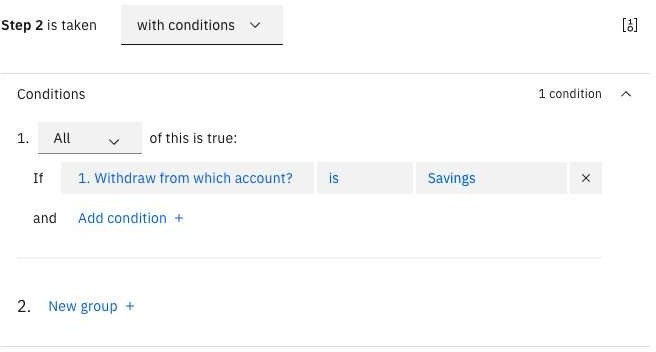 Step 2 is taken with conditions
Conditions 1 condition
1. All of this is true:
If 1. Withdraw from which account? is Savings ×
and Add condition +
2. New group +